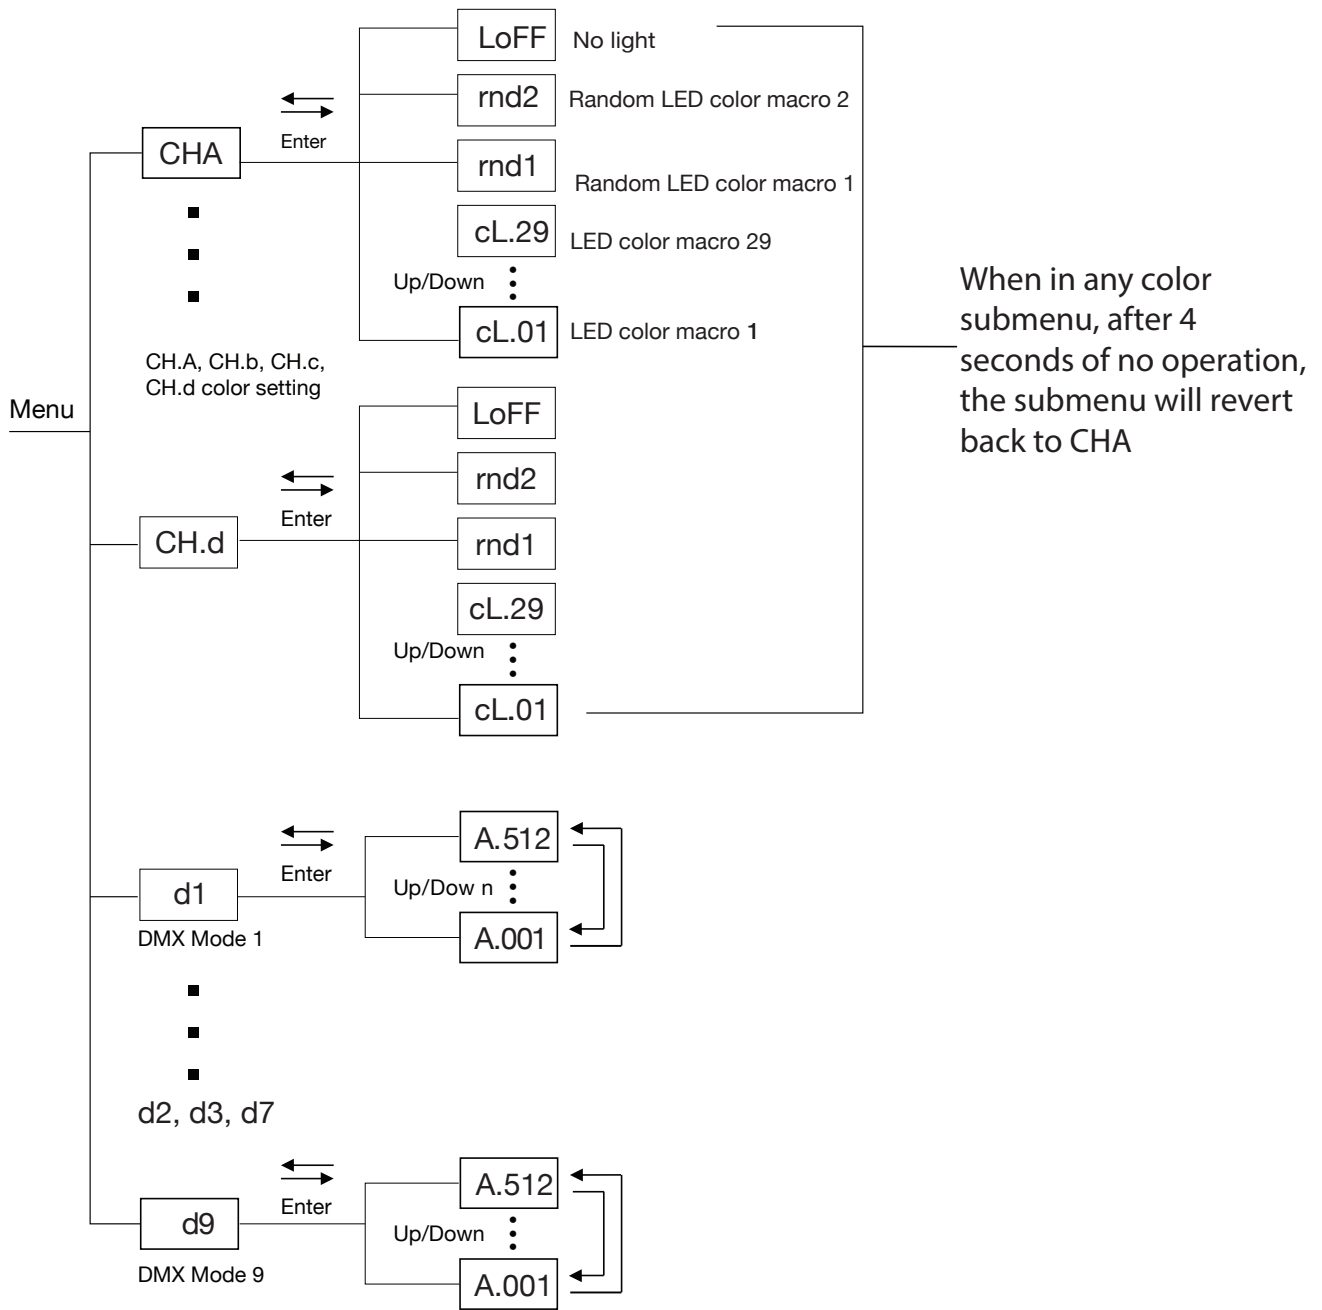 LoFF No light
rnd2 Random LED color macro 2
Enter
CHA
rnd1 Random LED color macro 1
cL.29 LED color macro 29
Up/Down
cL.01 LED color macro 1
CH.A, CH.b, CH.c,
CH.d color setting
When in any color
submenu, after 4
seconds of no operation,
the submenu will revert
back to CHA
Menu
LoFF
rnd2
Enter
CH.d
rnd1
cL.29
Up/Down
cL.01
A.512
Enter
Up/Dow n
d1
DMX Mode 1
A.001
d2, d3, d7
A.512
Enter
d9
Up/Down
DMX Mode 9
A.001